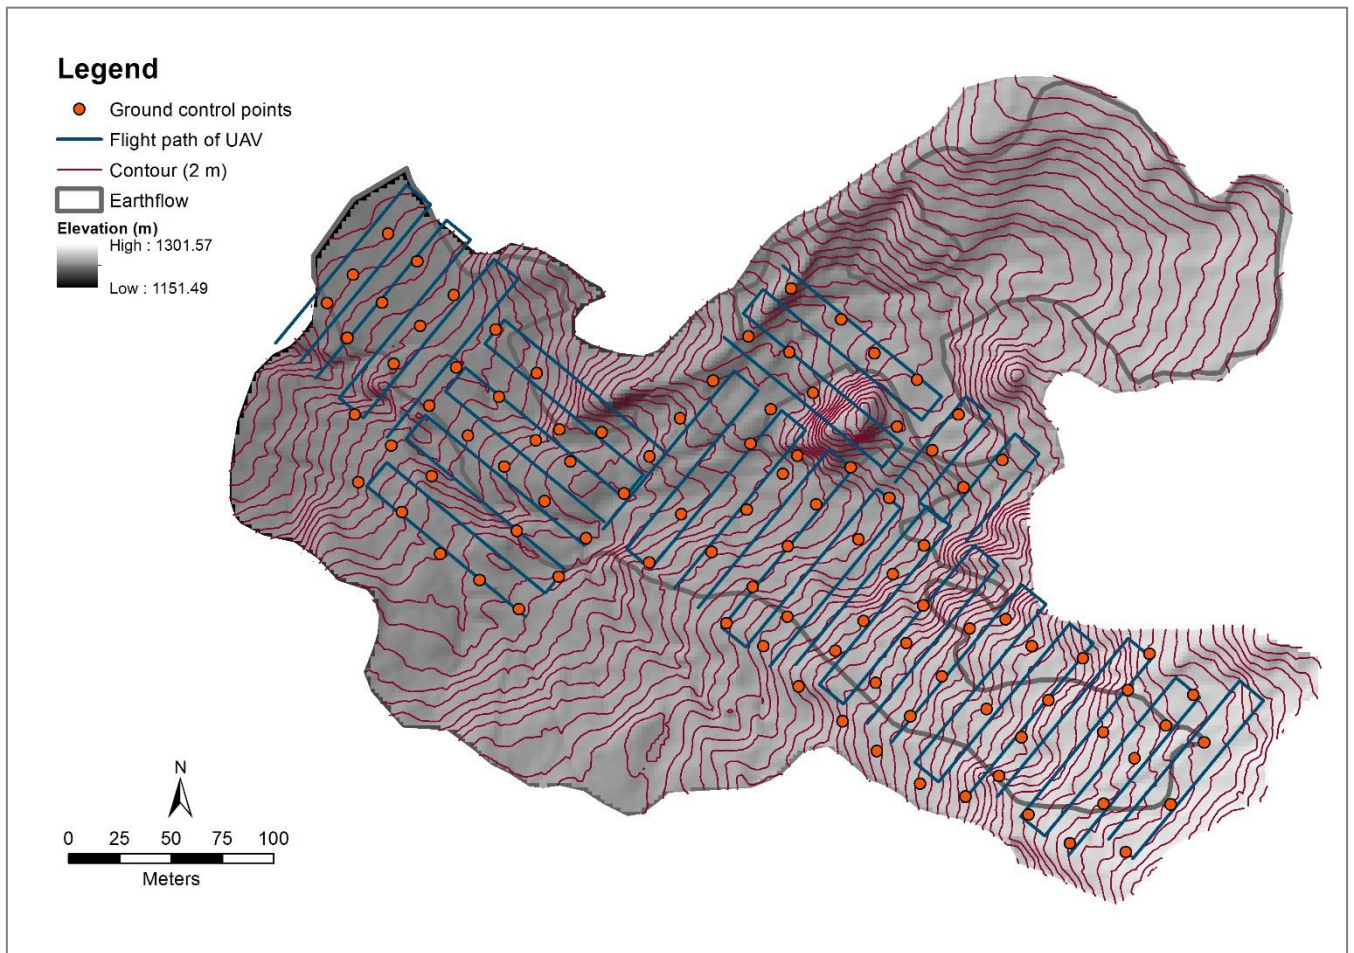 Legend
Ground control points
Flight path of UAV
Contour (2 m)
Earthflow
Elevation (m)
High : 1301.57
Low : 1151.49
N
0 25 50 75 100
Meters